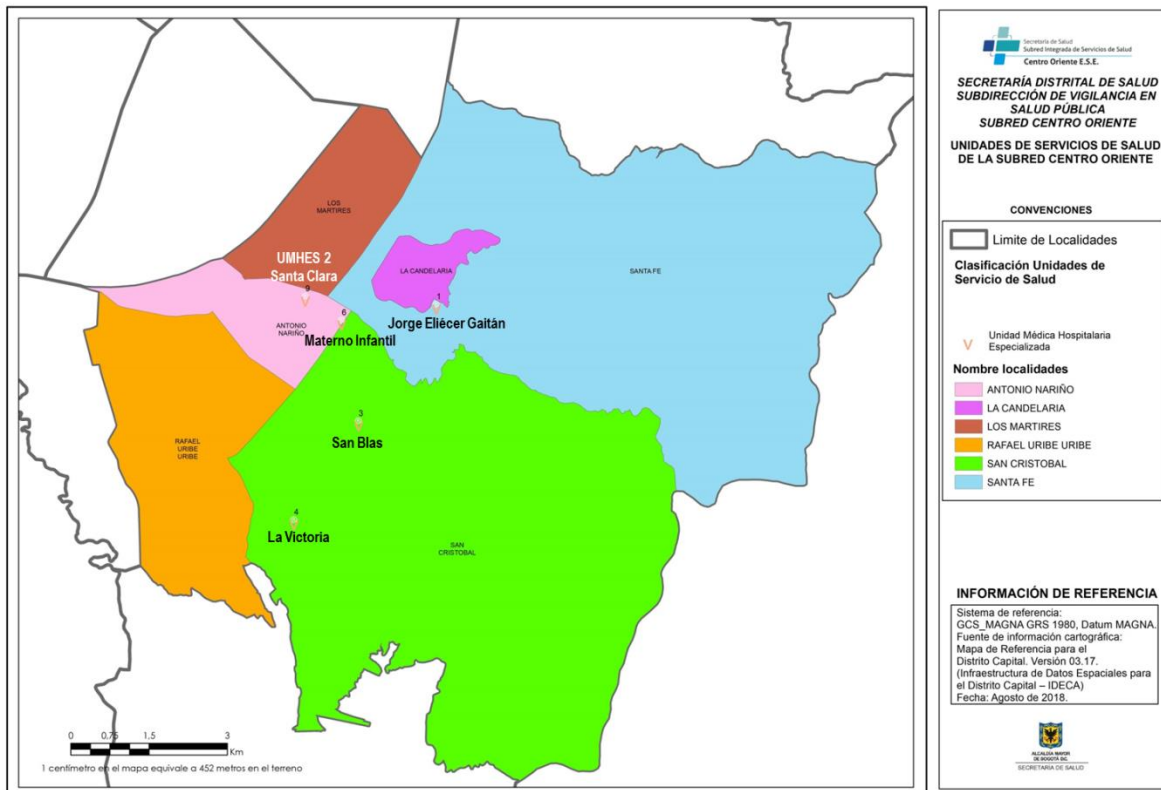 LOS
MARTIRES
UMHES 2
Santa Clara
9
LA CANDELARIA
SANTA FE
1
Jorge Eliécer Gaitán
ANTONIO
NARIÑO
6
Materno Infantil
3
San Blas
RAFAEL
URIBE
URIBE
4
La Victoria
SAN
CRISTOBAL
0 0,75 1,5 3
Km
1 centímetro en el mapa equivale a 452 metros en el terreno
Secretaría de Salud
Subred Integrada de Servicios de Salud
Centro Oriente E.S.E.
SECRETARÍA DISTRITAL DE SALUD
SUBDIRECCIÓN DE VIGILANCIA EN
SALUD PÚBLICA
SUBRED CENTRO ORIENTE
UNIDADES DE SERVICIOS DE SALUD
DE LA SUBRED CENTRO ORIENTE
CONVENCIONES
Limite de Localidades
Clasificación Unidades de
Servicio de Salud
Unidad Médica Hospitalaria
Especializada
Nombre localidades
ANTONIO NARIÑO
LA CANDELARIA
LOS MARTIRES
RAFAEL URIBE URIBE
SAN CRISTOBAL
SANTA FE
INFORMACIÓN DE REFERENCIA
Sistema de referencia:
GCS_MAGNA GRS 1980, Datum MAGNA.
Fuente de información cartográfica:
Mapa de Referencia para el
Distrito Capital. Versión 03.17.
(Infraestructura de Datos Espaciales para
el Distrito Capital – IDECA)
Fecha: Agosto de 2018.
ALCALDÍA MAYOR
DE BOGOTÁ D.C.
SECRETARÍA DE SALUD